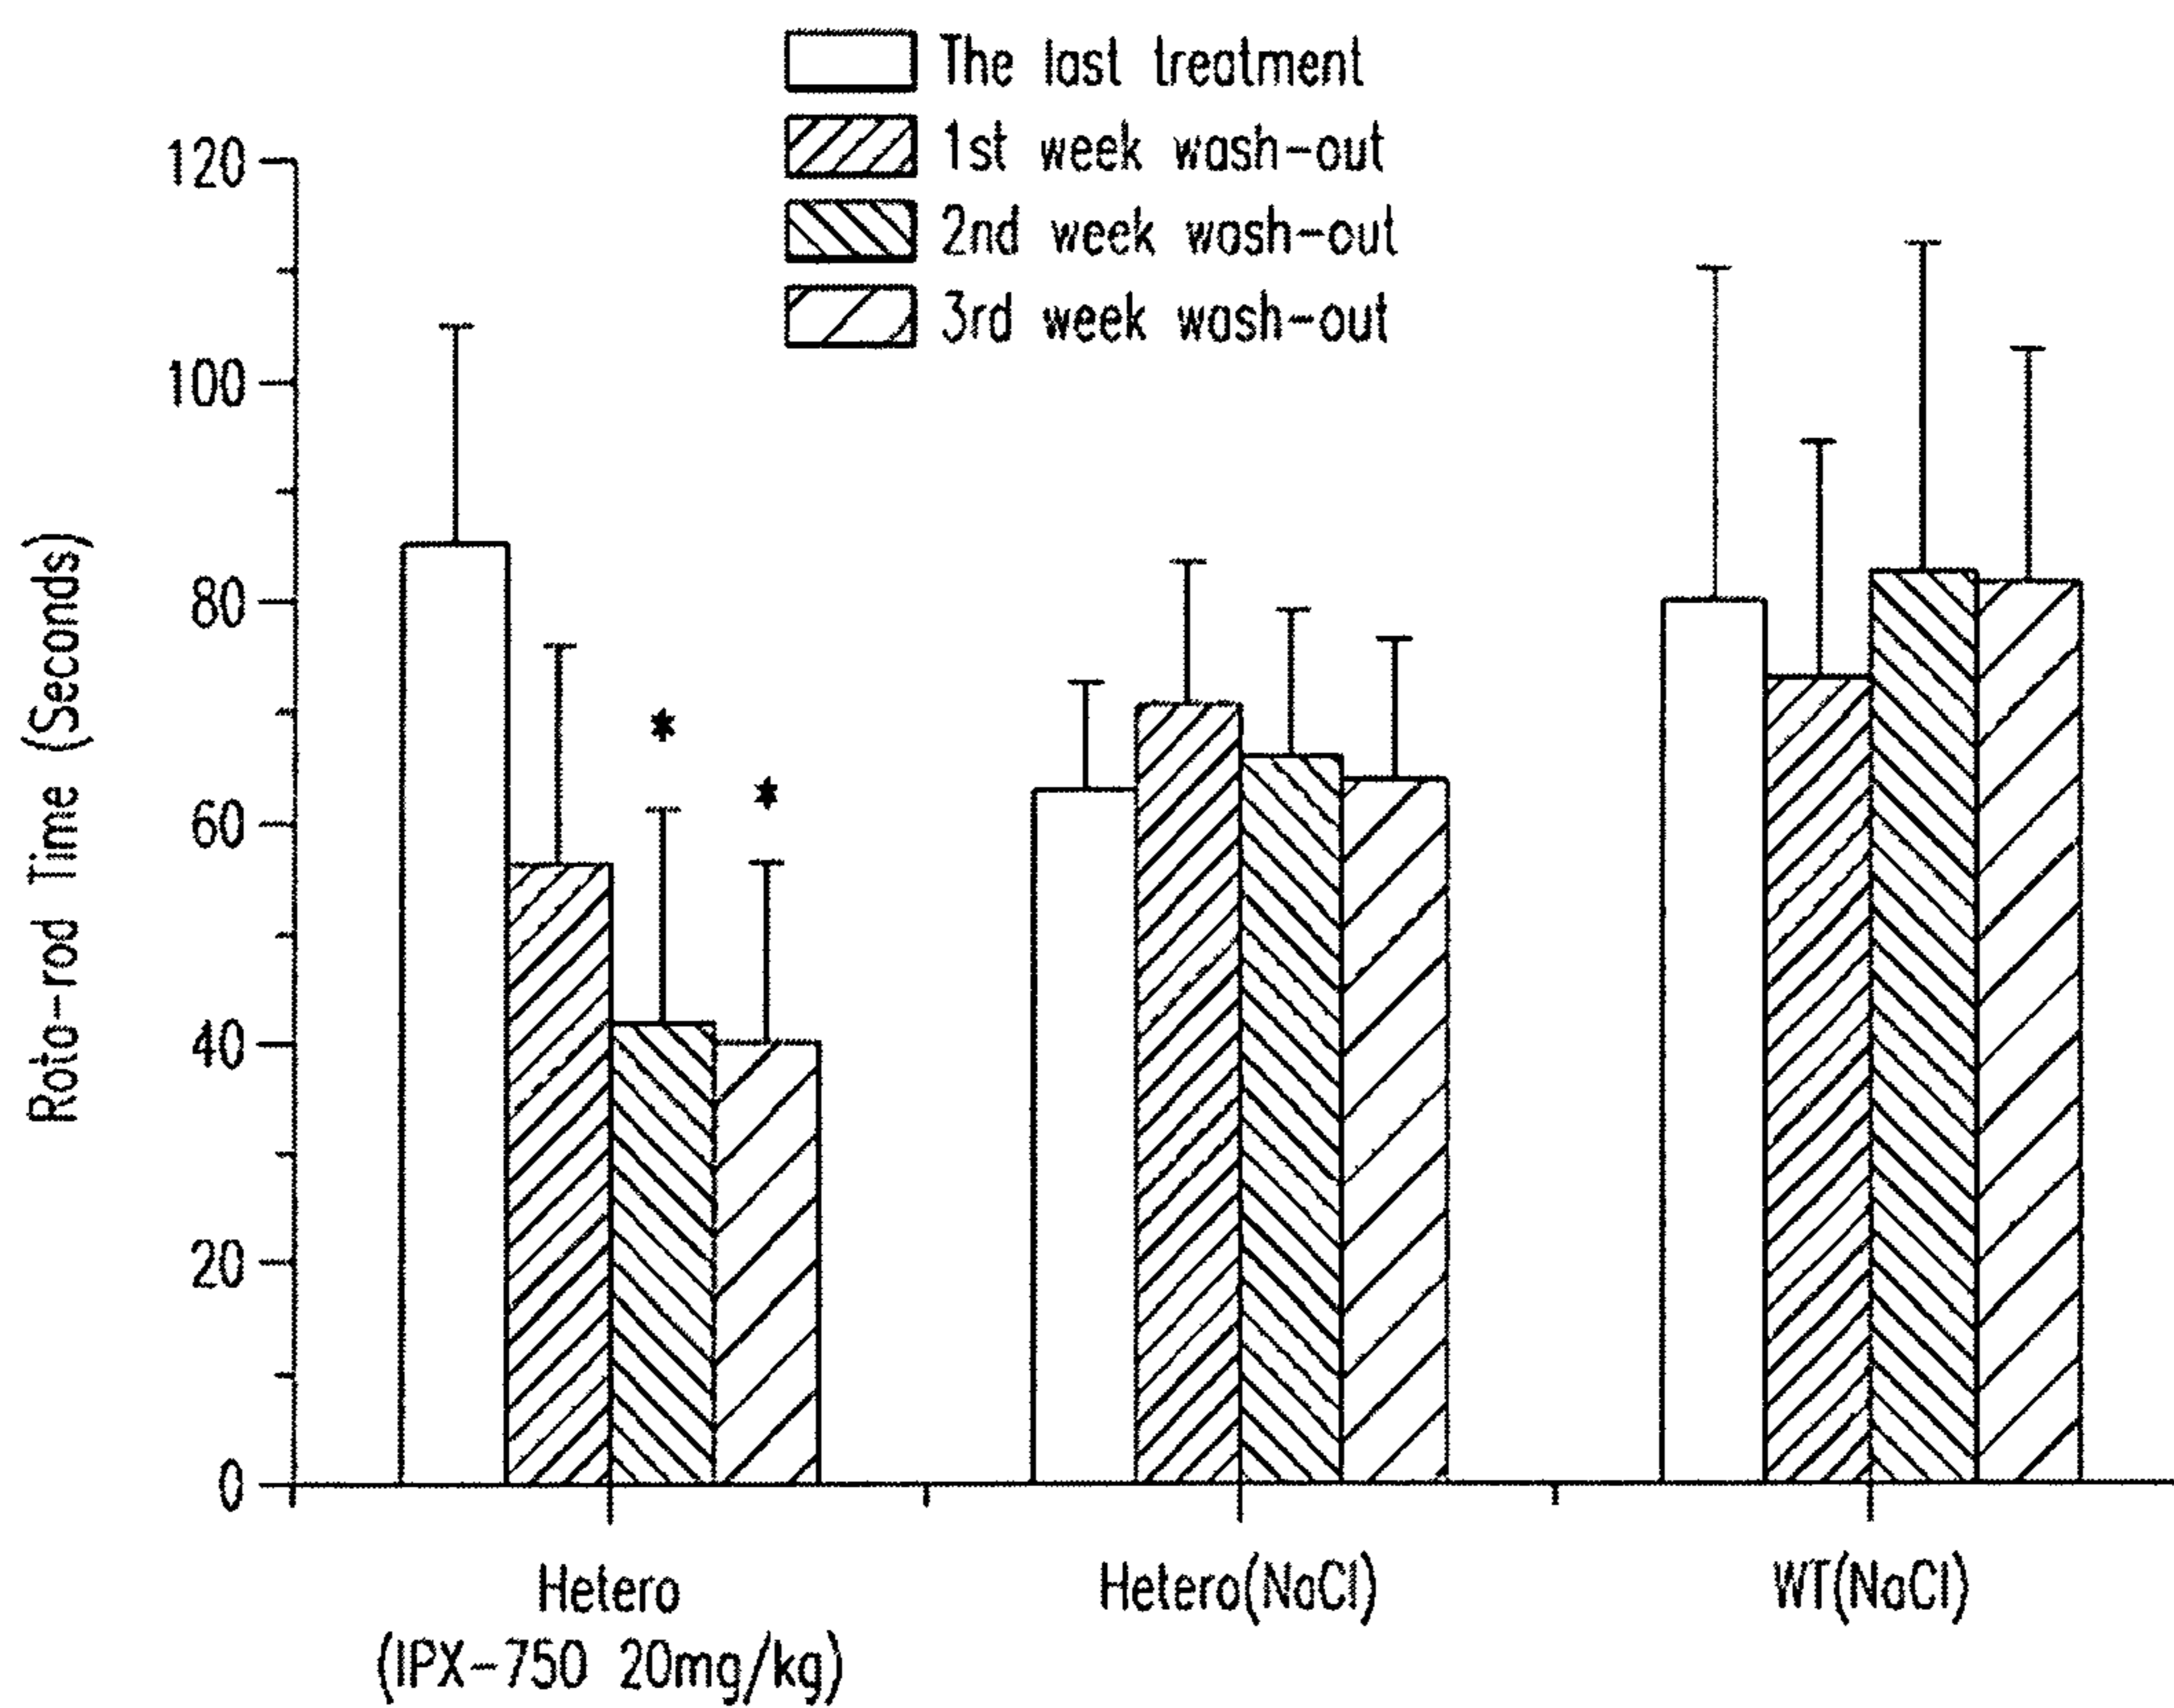 The last treatment
1st week wash-out
2nd week wash-out
3rd week wash-out
120
100
80
60
40
20
0
Roto-rod Time (Seconds)
*
*
Hetero
(IPX-750 20mg/kg)
Hetero(NaCl)
WT(NaCl)